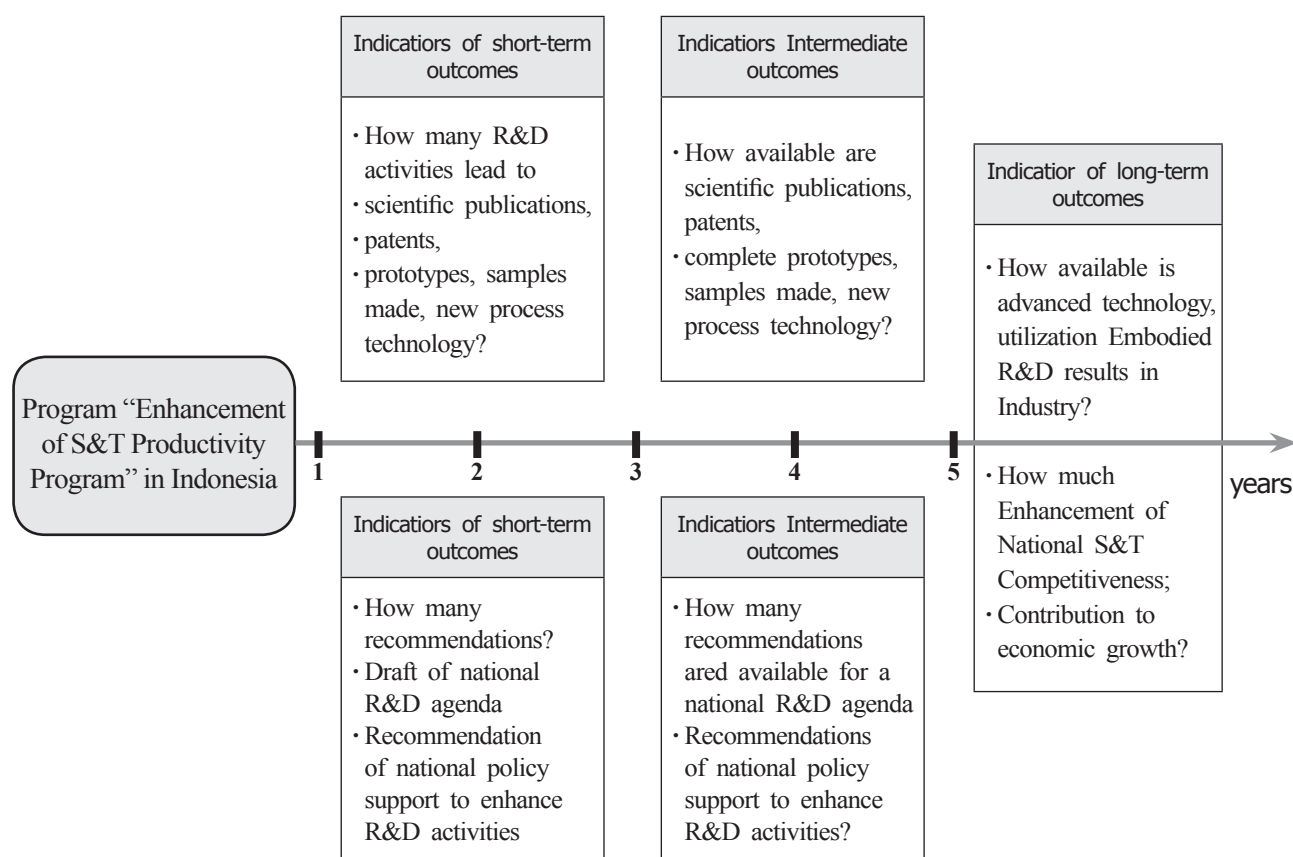 Indicatiors of short-term
outcomes
· How many R&D
activities lead to
· scientific publications,
· patents,
· prototypes, samples
made, new process
technology?
Indicatiors Intermediate
outcomes
· How available are
scientific publications,
patents,
· complete prototypes,
samples made, new
process technology?
Indicatior of long-term
outcomes
· How available is
advanced technology,
utilization Embodied
R&D results in
Industry?
· How much
Enhancement of
National S&T
Competitiveness;
· Contribution to
economic growth?
Program “Enhancement
of S&T Productivity
Program” in Indonesia
1
2
3
4
5
years
Indicatiors of short-term
outcomes
· How many
recommendations?
· Draft of national
R&D agenda
· Recommendation
of national policy
support to enhance
R&D activities
Indicatiors Intermediate
outcomes
· How many
recommendations
ared available for a
national R&D agenda
· Recommendations
of national policy
support to enhance
R&D activities?